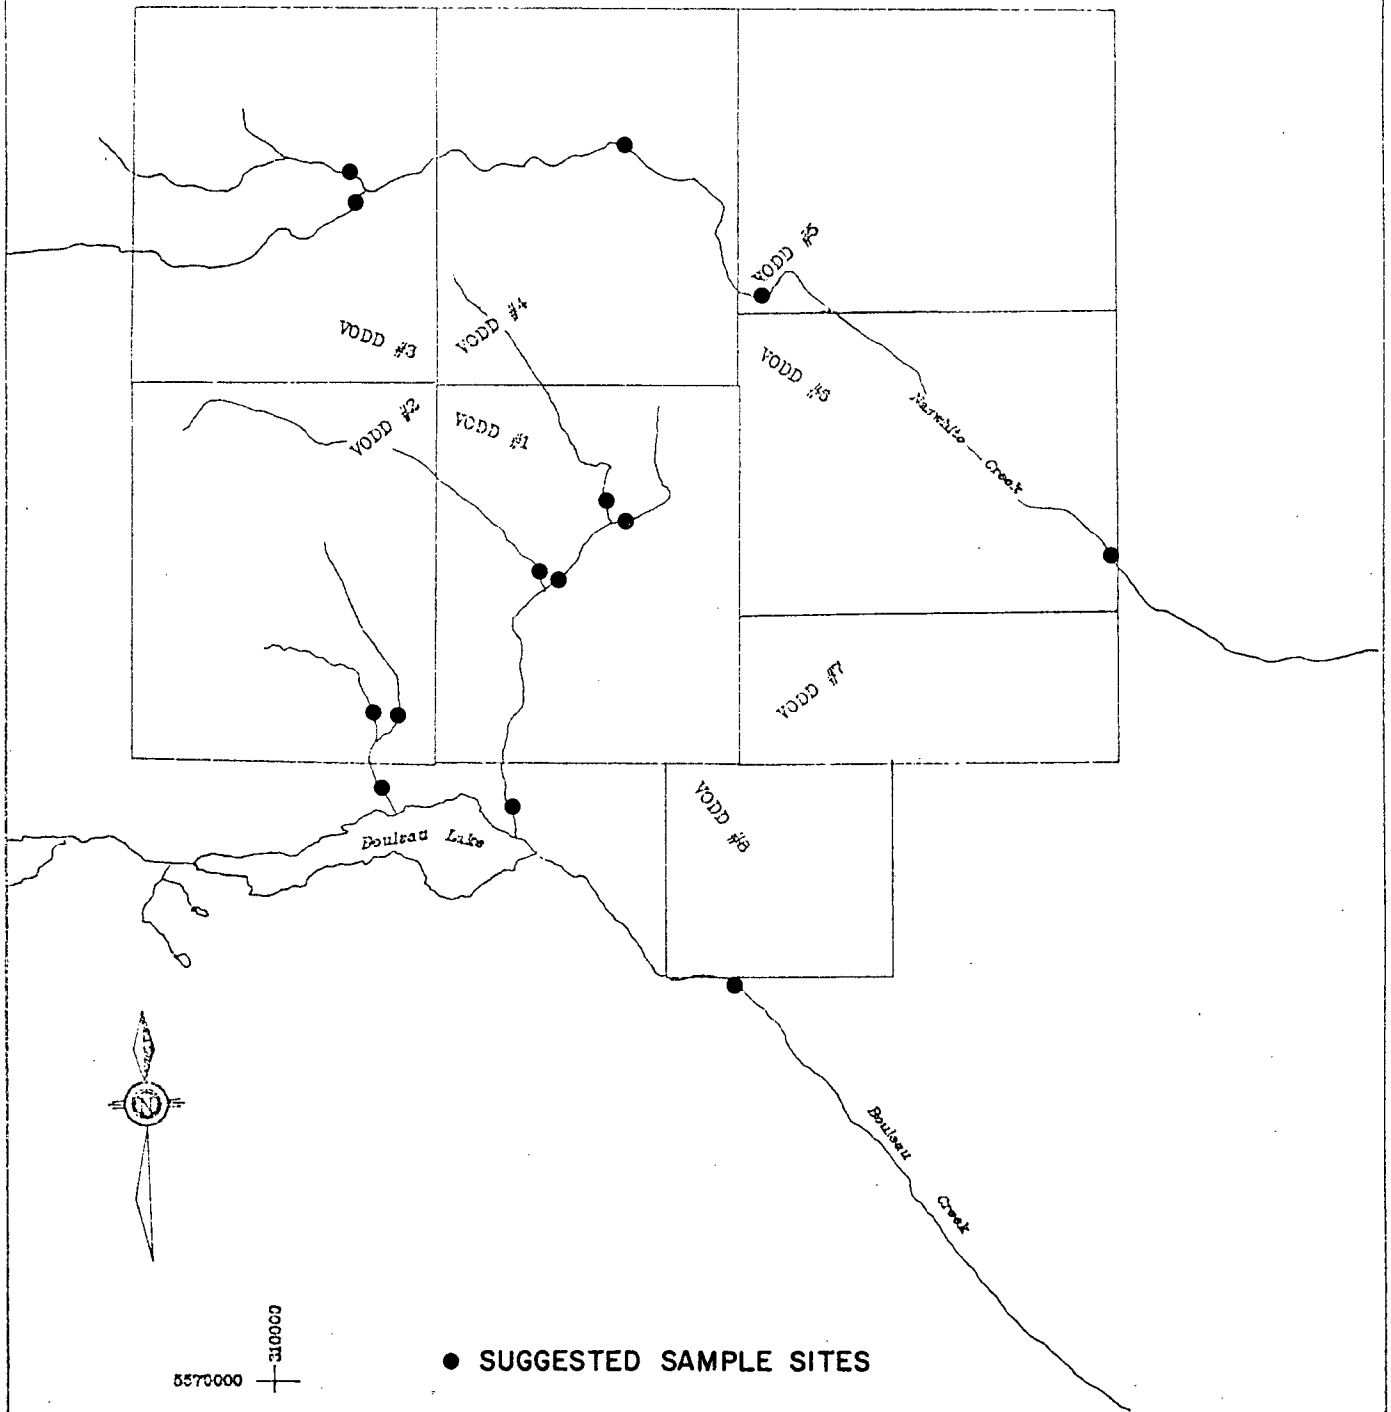 VODD #5
VODD #4
VODD #3
VODD #6
VODD #2
VODD #1
Creek
VODD #7
VODD #8
Bouleau Lake
N
Bouleau
Creek
310000
5570000
SUGGESTED SAMPLE SITES